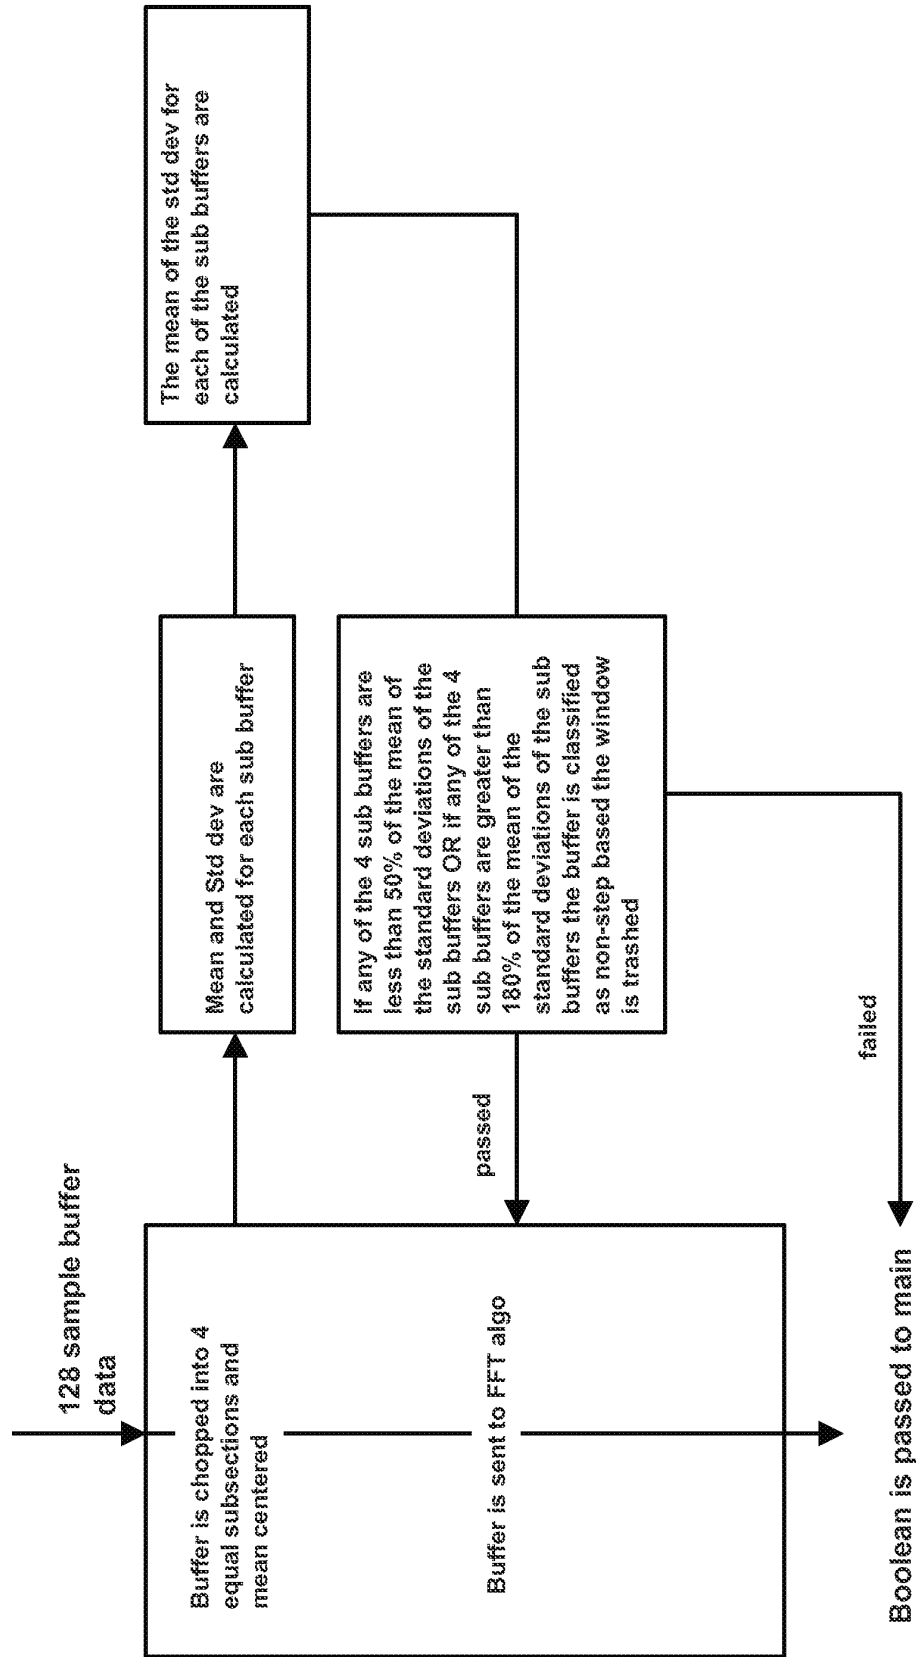 128 sample buffer
data
Buffer is chopped into 4
equal subsections and
mean centered
Mean and Std dev are
calculated for each sub buffer
The mean of the std dev for
each of the sub buffers are
calculated
If any of the 4 sub buffers are
less than 50% of the mean of
the standard deviations of the
sub buffers OR if any of the 4
sub buffers are greater than
180% of the mean of the
standard deviations of the sub
buffers the buffer is classified
as non-step based the window
is trashed
passed
Buffer is sent to FFT algo
failed
Boolean is passed to main